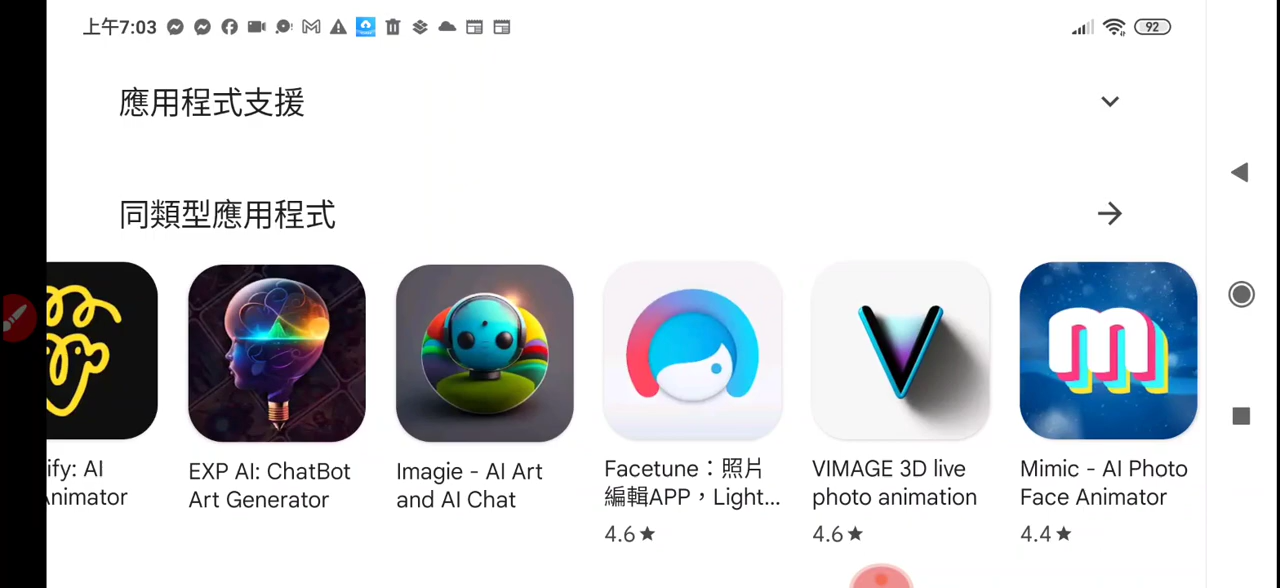 上午7:03
92
應用程式支援
同類型應用程式
ify: AI
Animator
EXP AI: ChatBot
Art Generator
Imagie - AI Art
and AI Chat
Facetune：照片
編輯APP，Light...
4.6★
VIMAGE 3D live
photo animation
4.6★
Mimic - AI Photo
Face Animator
4.4★